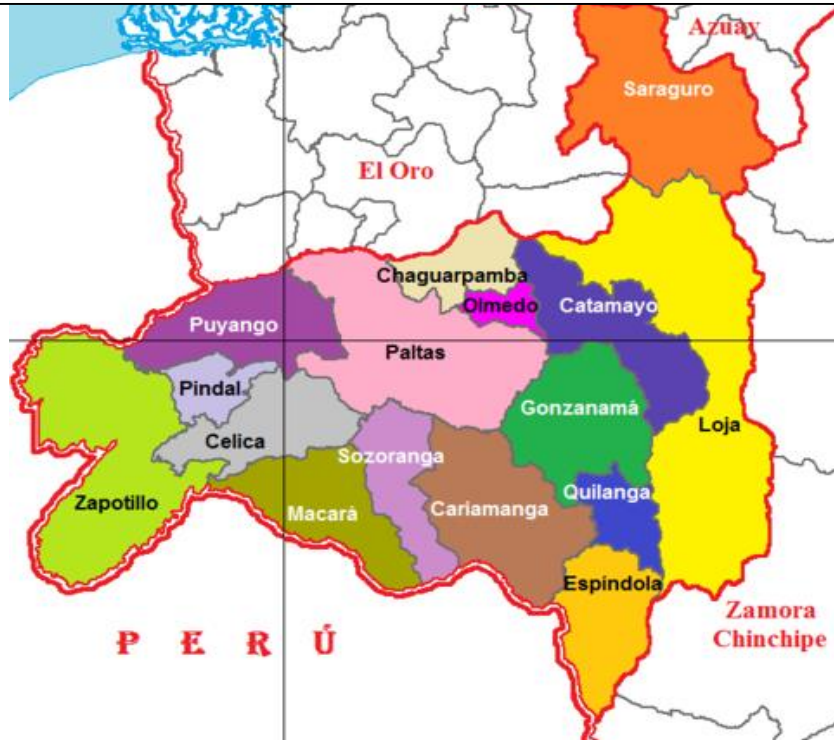 Azuay
Saraguro
El Oro
Chaguarpamba
Olmedo
Catamayo
Puyango
Paltas
Pindal
Gonzanamá
Loja
Celica
Sozoranga
Zapotillo
Macará
Cariamanga
Quilanga
Espíndola
Zamora
Chinchipe
P E R Ú